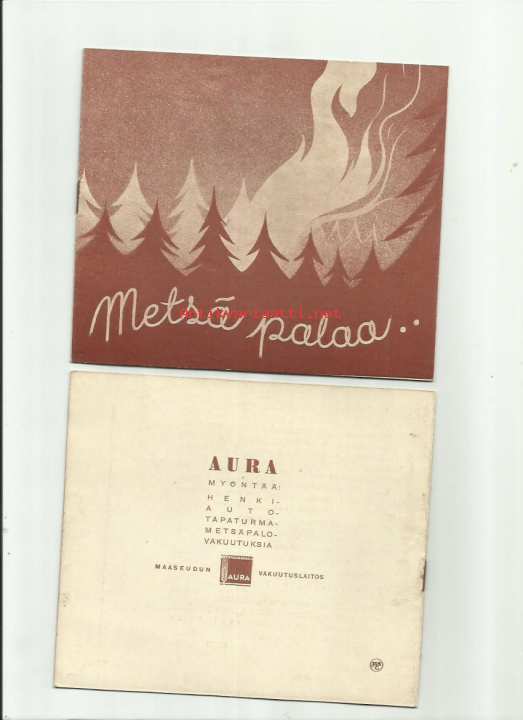 Metsä palaa..
AURA
MYÖNTÄÄ:
HENKI-
AUTO-
TAPATURMA-
METSÄPALO-
VAKUUTUKSIA
MAASEUDUN AURA VAKUUTUSLAITOS